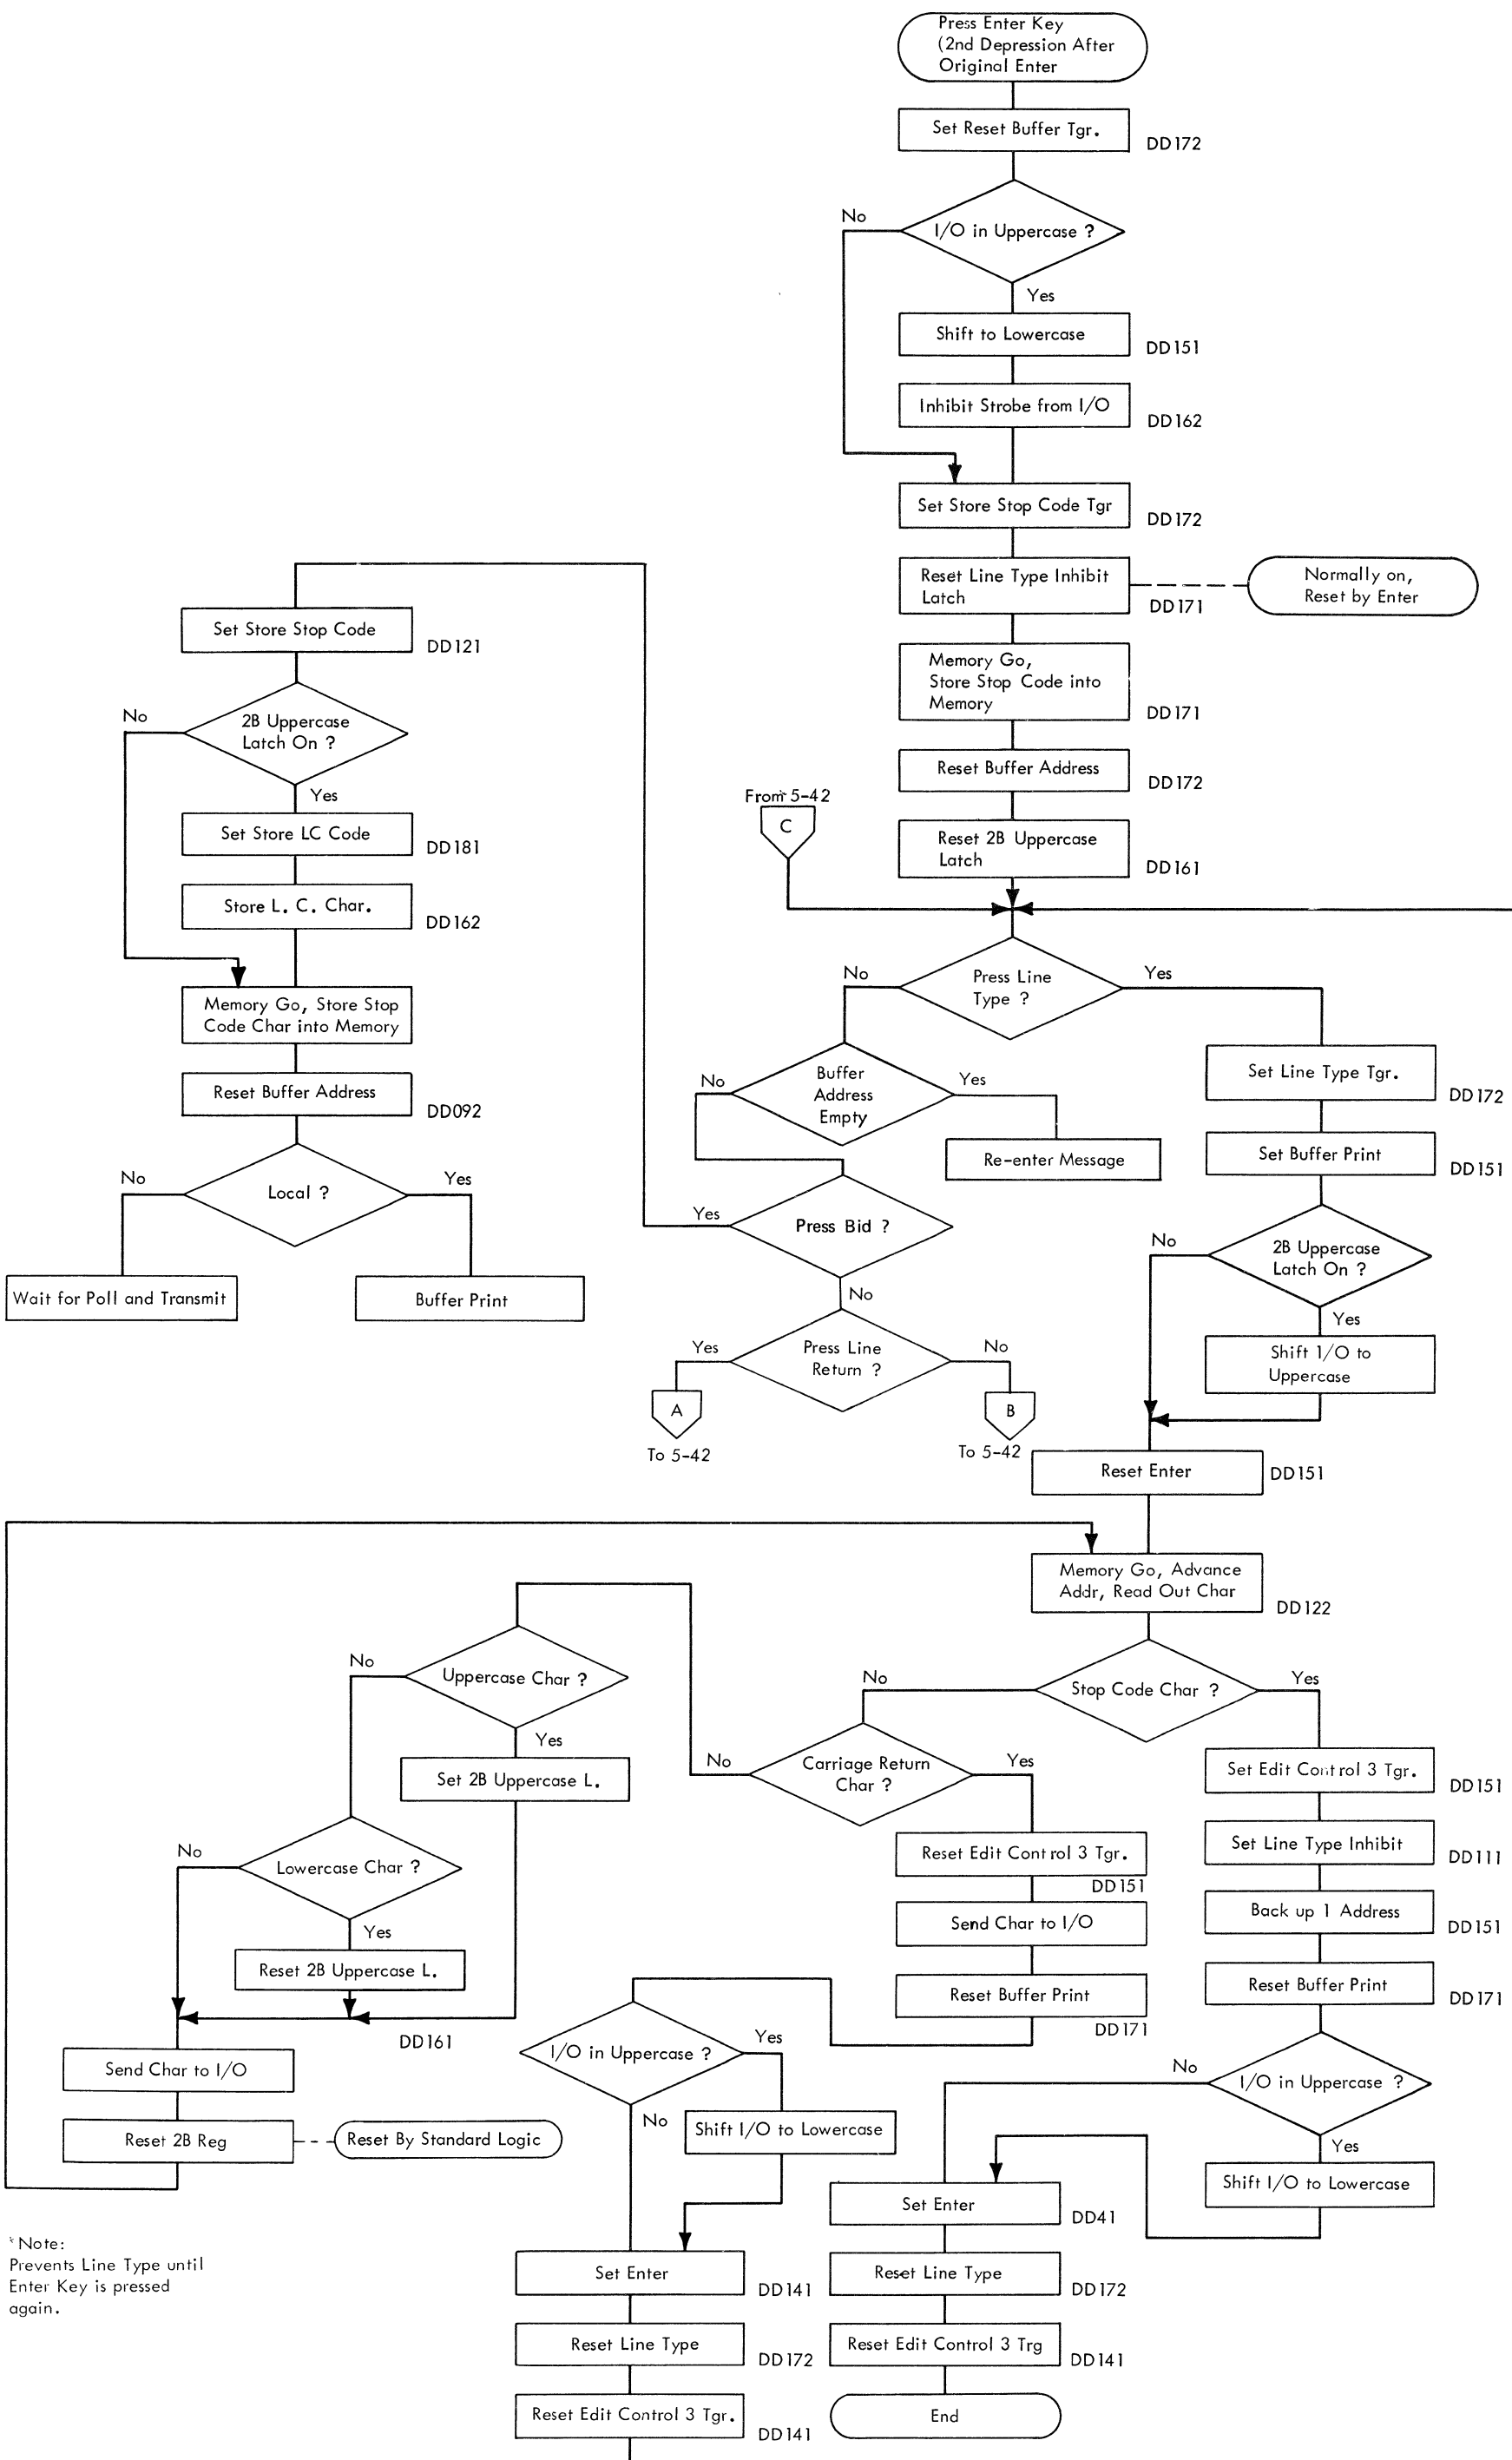 Press Enter Key
(2nd Depression After
Original Enter
Set Reset Buffer Tgr.
DD172
No
I/O in Uppercase ?
Yes
Shift to Lowercase
DD151
Inhibit Strobe from I/O
DD162
Set Store Stop Code Tgr
DD172
Reset Line Type Inhibit
Latch
DD171
Normally on,
Reset by Enter
Memory Go,
Store Stop Code into
Memory
DD171
Reset Buffer Address
DD172
Reset 2B Uppercase
Latch
DD161
From 5-42
C
Set Store Stop Code
DD121
No
2B Uppercase
Latch On ?
Yes
Set Store LC Code
DD181
Store L. C. Char.
DD162
Memory Go, Store Stop
Code Char into Memory
Reset Buffer Address
DD092
No
Local ?
Yes
Wait for Poll and Transmit
Buffer Print
No
Press Line
Type ?
Yes
No
Buffer
Address
Empty
Yes
Re-enter Message
Yes
Press Bid ?
No
Yes
Press Line
Return ?
No
A
B
To 5-42
To 5-42
Set Line Type Tgr.
DD172
Set Buffer Print
DD151
No
2B Uppercase
Latch On ?
Yes
Shift I/O to
Uppercase
Reset Enter
DD151
Memory Go, Advance
Addr, Read Out Char
DD122
No
Stop Code Char ?
Yes
No
Uppercase Char ?
Yes
Set 2B Uppercase L.
No
Carriage Return
Char ?
Yes
No
Lowercase Char ?
Yes
Reset 2B Uppercase L.
DD161
Send Char to I/O
Reset 2B Reg
Reset By Standard Logic
Reset Edit Control 3 Tgr.
DD151
Send Char to I/O
Reset Buffer Print
DD171
Set Edit Control 3 Tgr.
DD151
Set Line Type Inhibit
DD111
Back up 1 Address
DD151
Reset Buffer Print
DD171
I/O in Uppercase ?
Yes
No
Shift I/O to Lowercase
No
I/O in Uppercase ?
Yes
Shift I/O to Lowercase
Set Enter
DD41
Reset Line Type
DD172
Reset Edit Control 3 Trg
DD141
End
Set Enter
DD141
Reset Line Type
DD172
Reset Edit Control 3 Tgr.
DD141
*Note:
Prevents Line Type until
Enter Key is pressed
again.